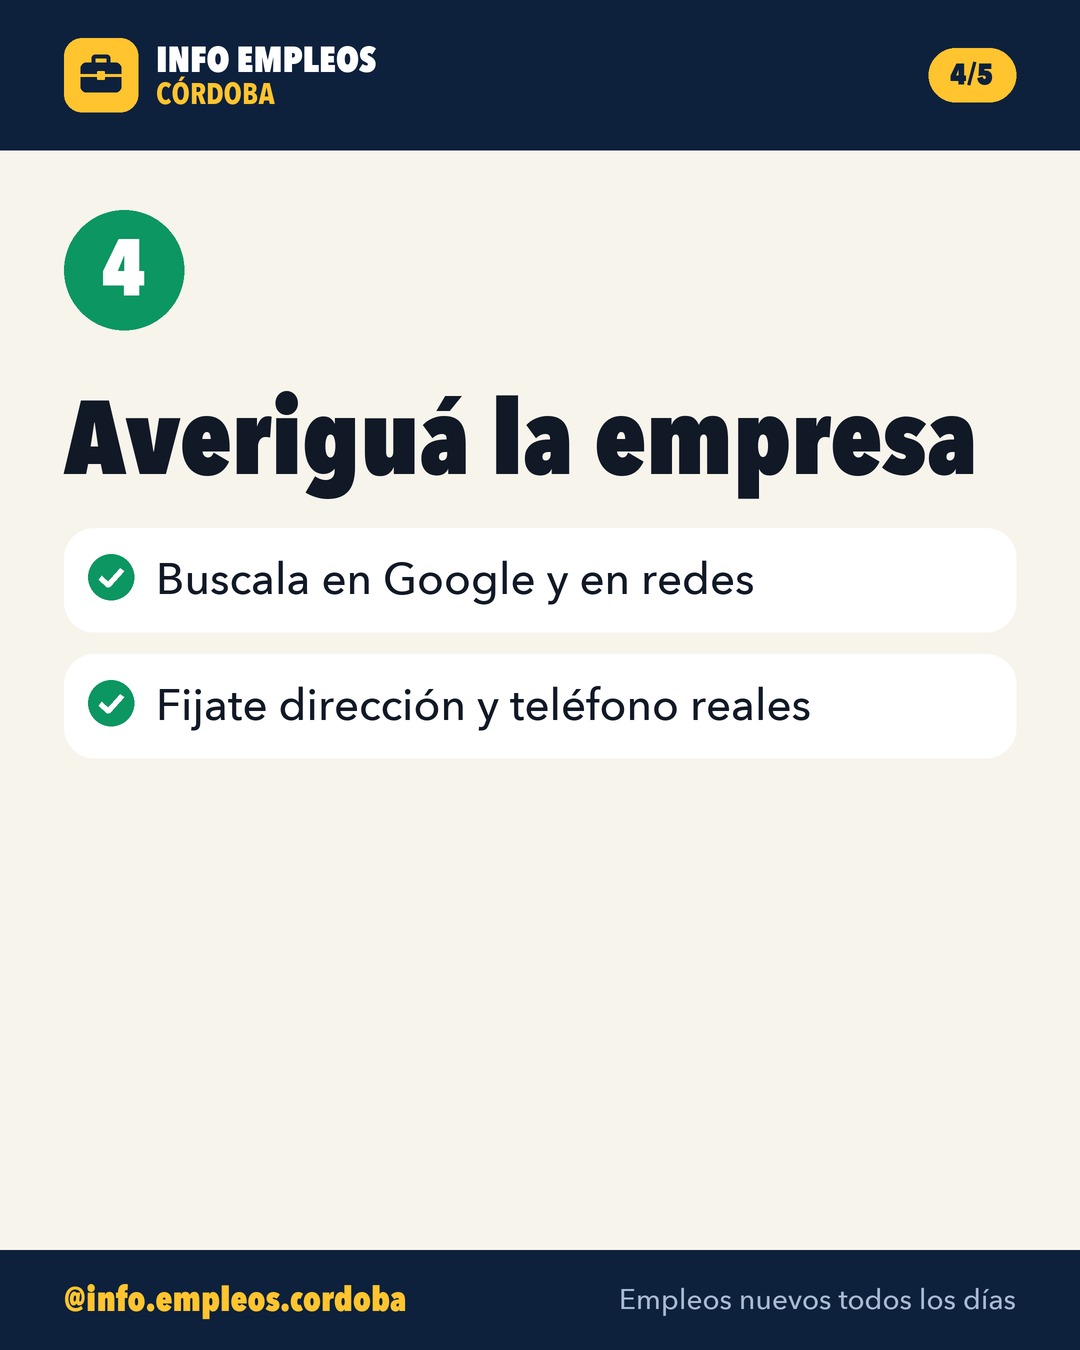 INFO EMPLEOS
CÓRDOBA
4/5
4
Averiguá la empresa
Buscala en Google y en redes
Fijate dirección y teléfono reales
@info.empleos.cordoba
Empleos nuevos todos los días